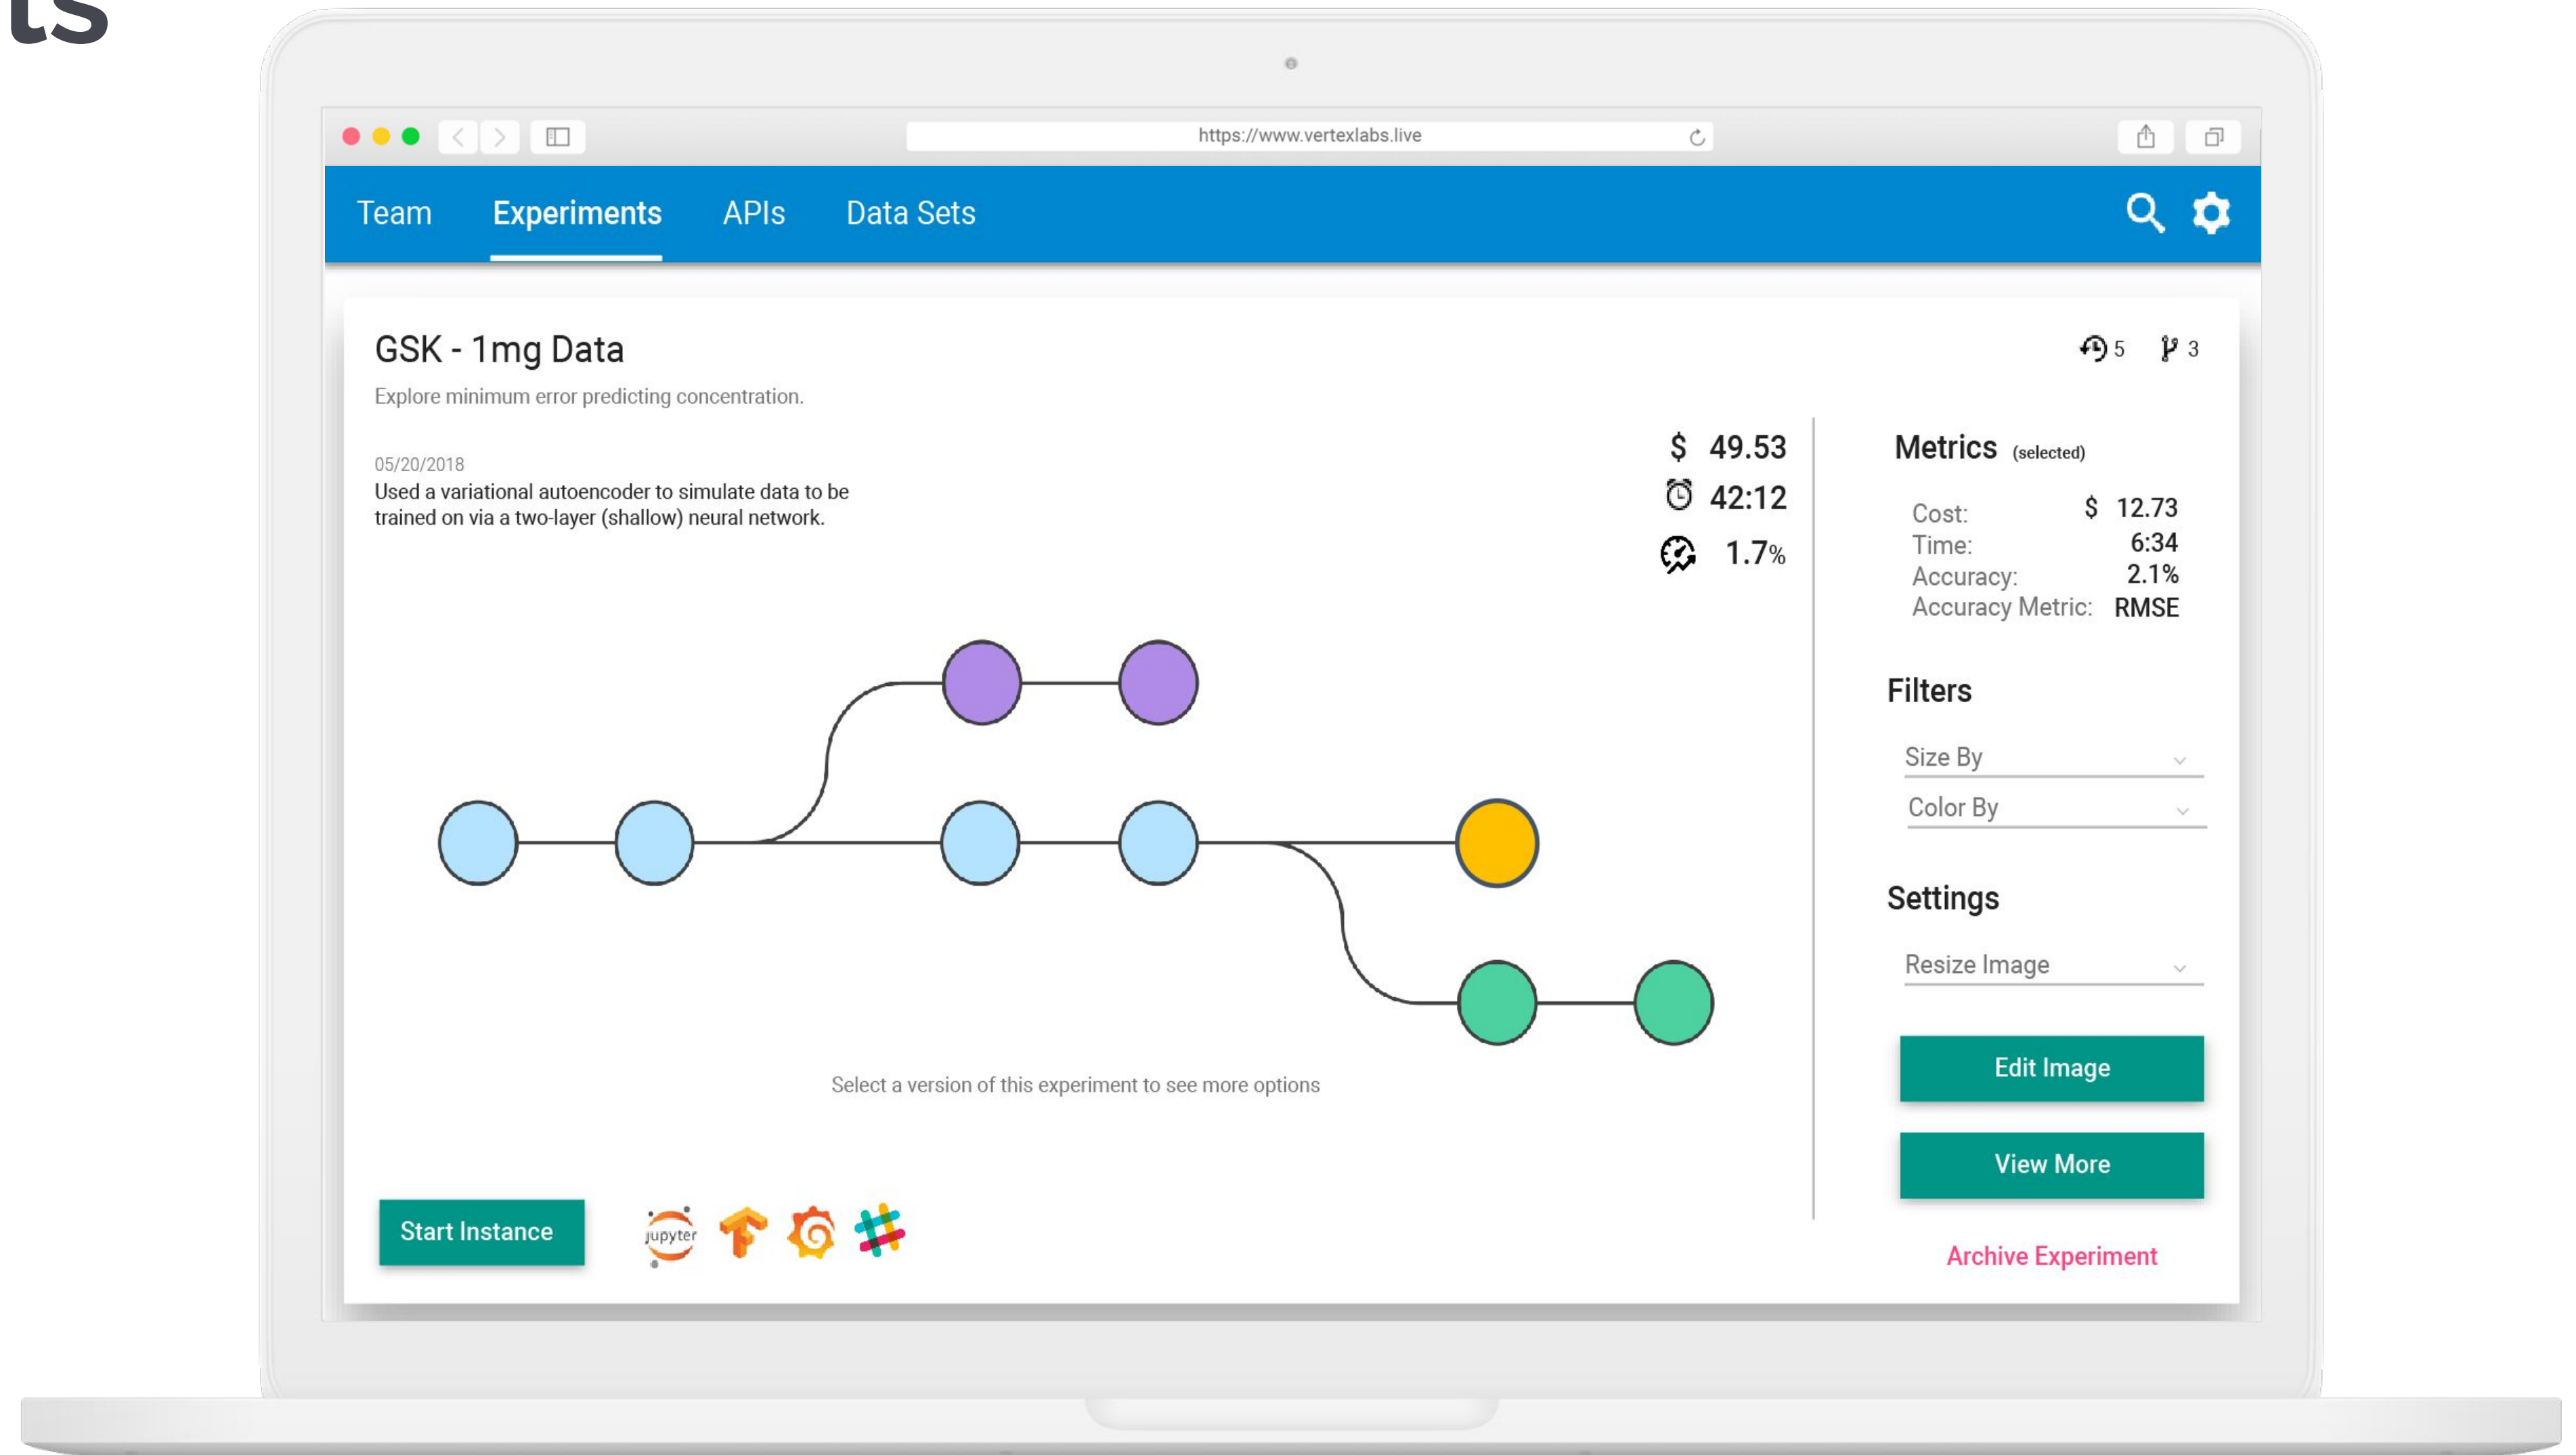 ts
https://www.vertexlabs.live
Team Experiments APIs Data Sets
GSK - 1mg Data
5 3
Explore minimum error predicting concentration.
05/20/2018
Used a variational autoencoder to simulate data to be
trained on via a two-layer (shallow) neural network.
$ 49.53
42:12
1.7%
Metrics (selected)
Cost: $ 12.73
Time: 6:34
Accuracy: 2.1%
Accuracy Metric: RMSE
Filters
Size By
Color By
Settings
Resize Image
Edit Image
View More
Archive Experiment
Select a version of this experiment to see more options
Start Instance
jupyter